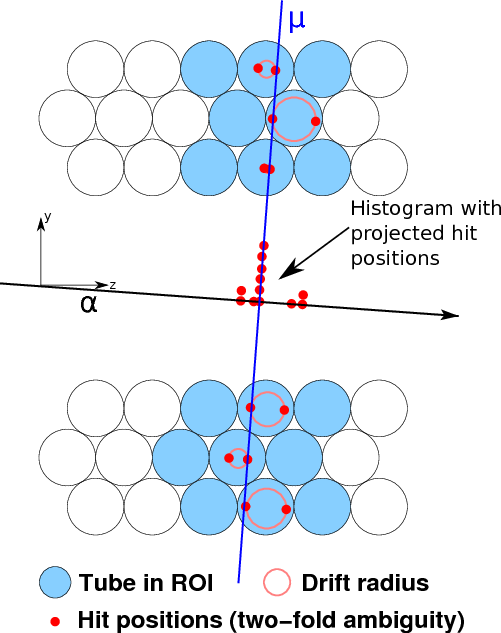 μ
Histogram with
projected hit
positions
y
z
α
Tube in ROI
Drift radius
Hit positions (two−fold ambiguity)